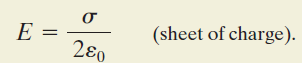 E = σ / 2ε₀ (sheet of charge).